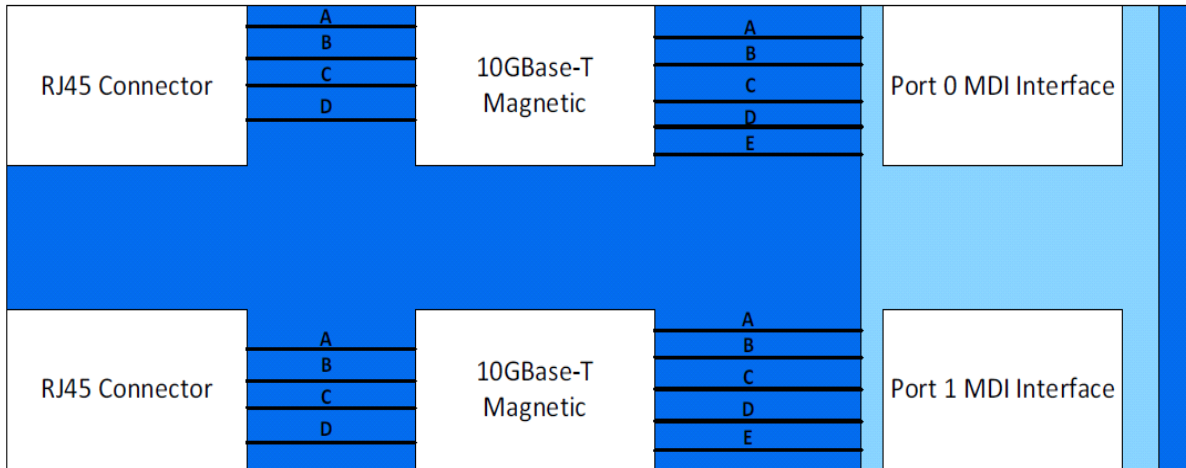 A
B
C
D
RJ45 Connector
10GBase-T
Magnetic
A
B
C
D
E
Port 0 MDI Interface
A
B
C
D
RJ45 Connector
10GBase-T
Magnetic
A
B
C
D
E
Port 1 MDI Interface